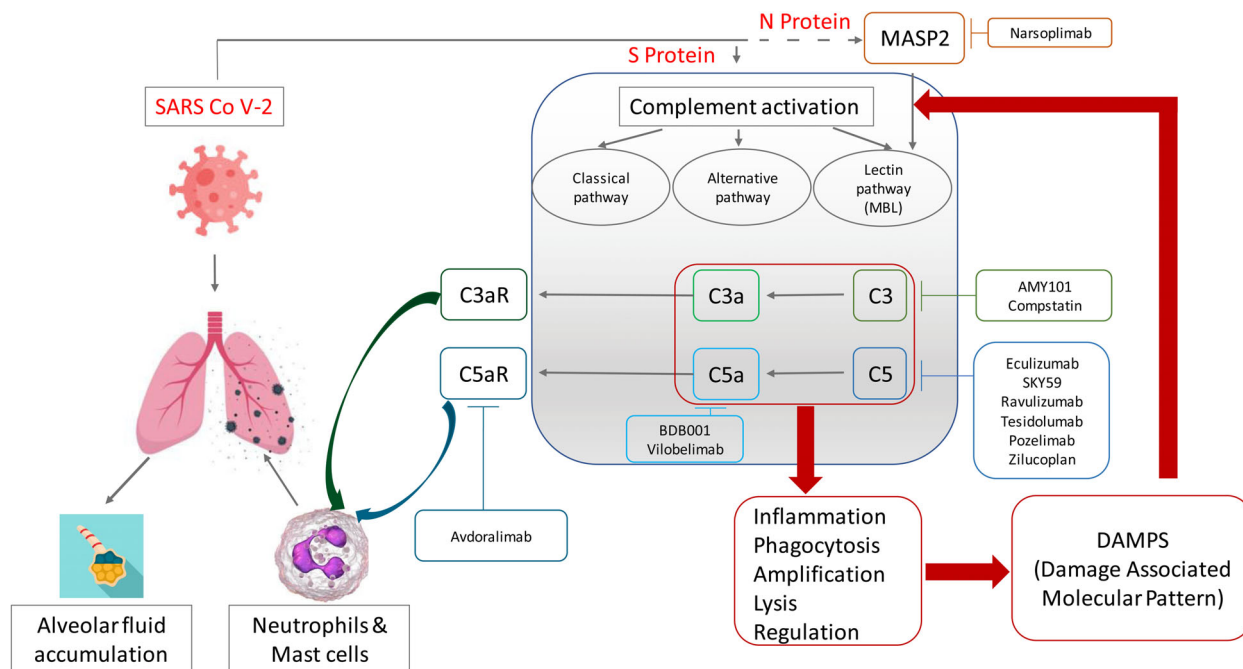 N Protein
MASP2
Narsoplimab
S Protein
SARS Co V-2
Complement activation
Classical
pathway
Alternative
pathway
Lectin
pathway
(MBL)
C3aR
C3a
C3
AMY101
Compstatin
C5aR
C5a
C5
Eculizumab
SKY59
Ravulizumab
Tesidolumab
Pozelimab
Zilucoplan
BDB001
Vilobelimab
Avdoralimab
Inflammation
Phagocytosis
Amplification
Lysis
Regulation
DAMPS
(Damage Associated
Molecular Pattern)
Alveolar fluid
accumulation
Neutrophils &
Mast cells